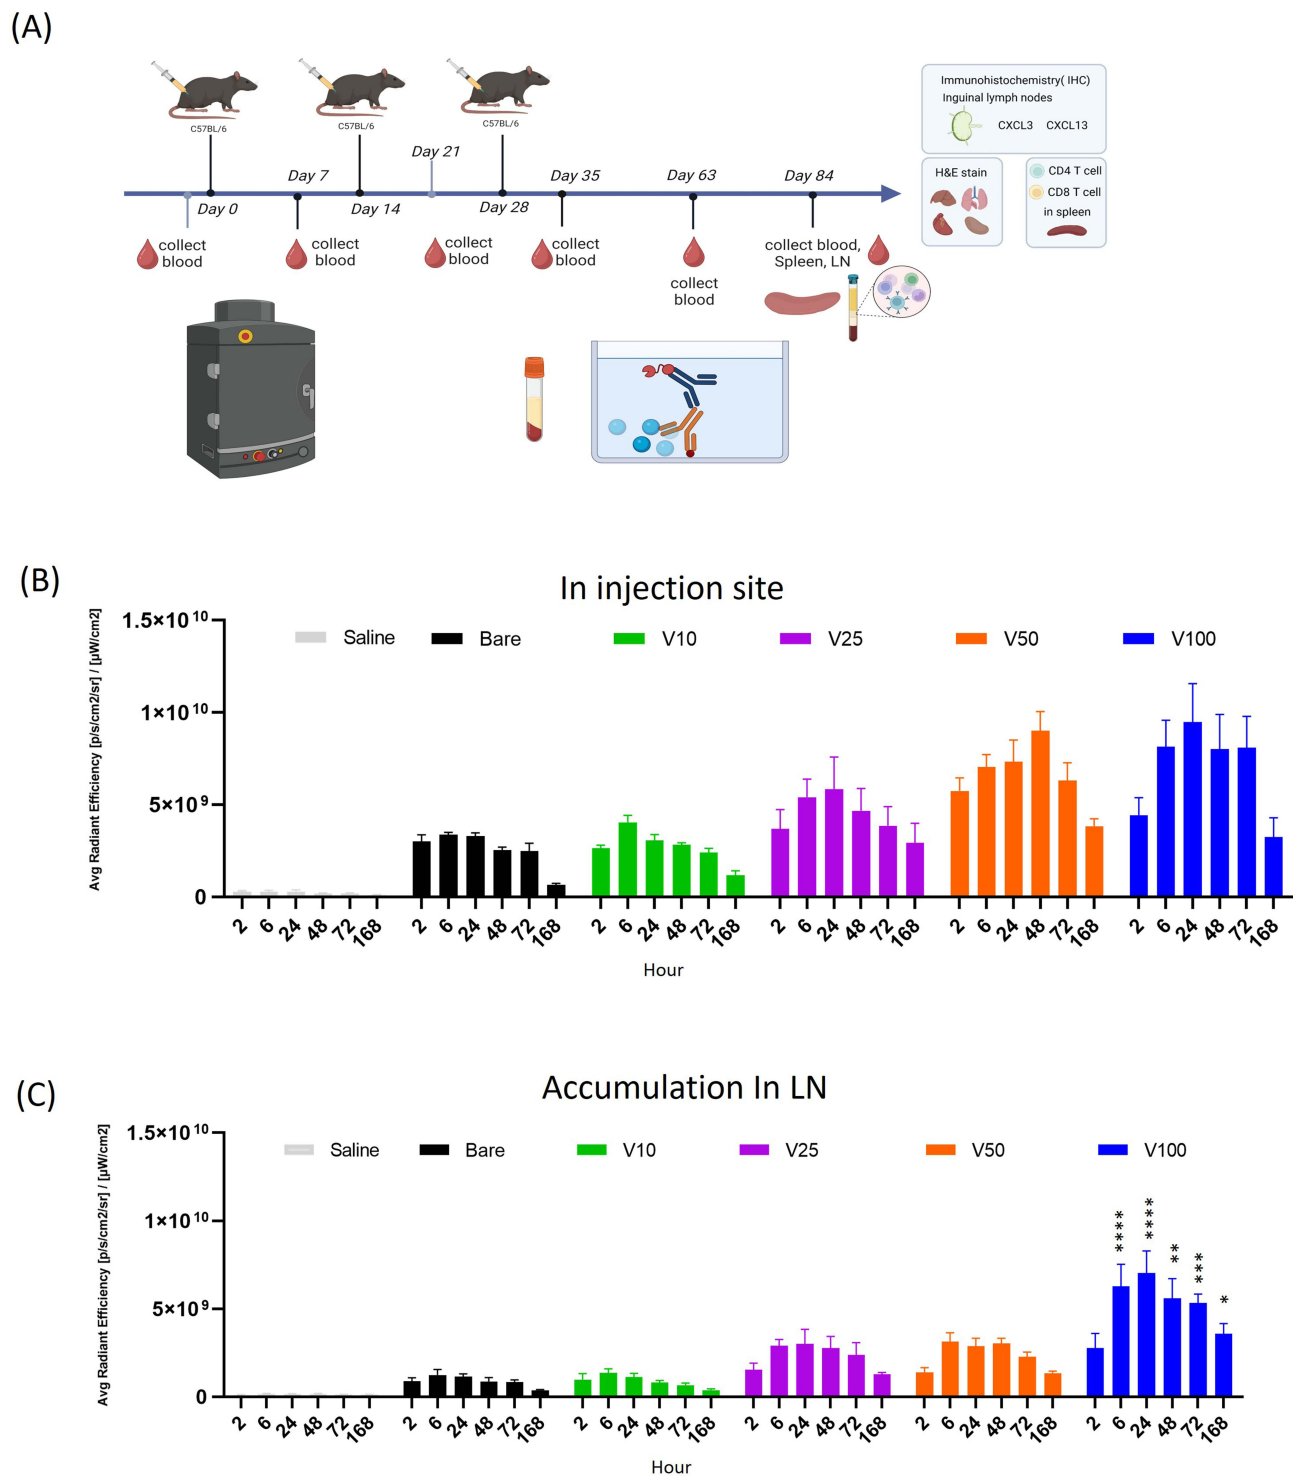 (A)
C57BL/6
C57BL/6
C57BL/6
Day 0
Day 7
Day 14
Day 21
Day 28
Day 35
Day 63
Day 84
collect
blood
collect
blood
collect
blood
collect
blood
collect
blood
collect blood,
Spleen, LN
Immunohistochemistry( IHC)
Inguinal lymph nodes
CXCL3 CXCL13
H&E stain
CD4 T cell
CD8 T cell
in spleen
(B)
In injection site
Avg Radiant Efficiency [p/s/cm2/sr] / [µW/cm2]
Saline Bare V10 V25 V50 V100
1.5×10¹⁰
1×10¹⁰
5×10⁹
0
2 6 24 48 72 168 2 6 24 48 72 168 2 6 24 48 72 168 2 6 24 48 72 168 2 6 24 48 72 168 2 6 24 48 72 168
Hour
(C)
Accumulation In LN
Avg Radiant Efficiency [p/s/cm2/sr] / [µW/cm2]
Saline Bare V10 V25 V50 V100
1.5×10¹⁰
1×10¹⁰
5×10⁹
0
**** **** ** *** *
2 6 24 48 72 168 2 6 24 48 72 168 2 6 24 48 72 168 2 6 24 48 72 168 2 6 24 48 72 168 2 6 24 48 72 168
Hour